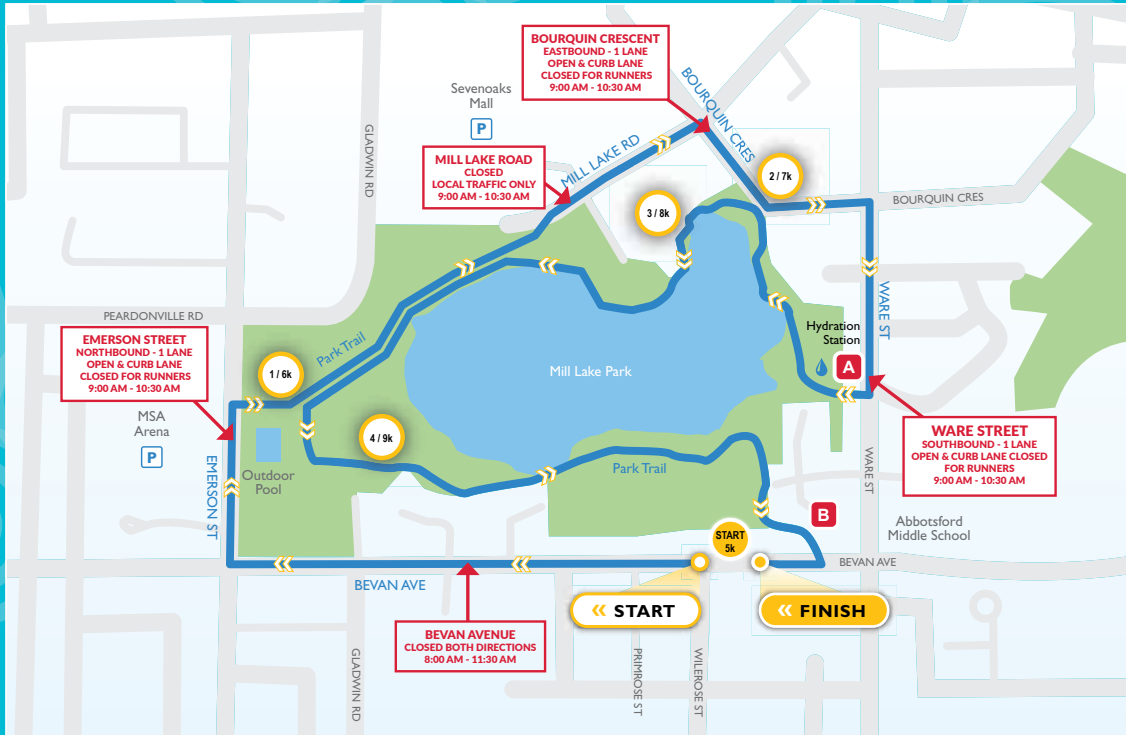 BOURQUIN CRESCENT
EASTBOUND - 1 LANE
OPEN & CURB LANE
CLOSED FOR RUNNERS
9:00 AM - 10:30 AM
Sevenoaks
Mall
P
BOURQUIN CRES
GLADWIN RD
MILL LAKE RD
MILL LAKE ROAD
CLOSED
LOCAL TRAFFIC ONLY
9:00 AM - 10:30 AM
2 / 7k
3 / 8k
BOURQUIN CRES
WARE ST
PEARDONVILLE RD
EMERSON STREET
NORTHBOUND - 1 LANE
OPEN & CURB LANE
CLOSED FOR RUNNERS
9:00 AM - 10:30 AM
Park Trail
1 / 6k
Hydration
Station
A
Mill Lake Park
MSA
Arena
P
4 / 9k
WARE STREET
SOUTHBOUND - 1 LANE
OPEN & CURB LANE CLOSED
FOR RUNNERS
9:00 AM - 10:30 AM
EMERSON ST
Outdoor
Pool
Park Trail
WARE ST
B
Abbotsford
Middle School
START
5k
BEVAN AVE
BEVAN AVE
START
FINISH
BEVAN AVENUE
CLOSED BOTH DIRECTIONS
8:00 AM - 11:30 AM
GLADWIN RD
PRIMROSE ST
WILEROSE ST